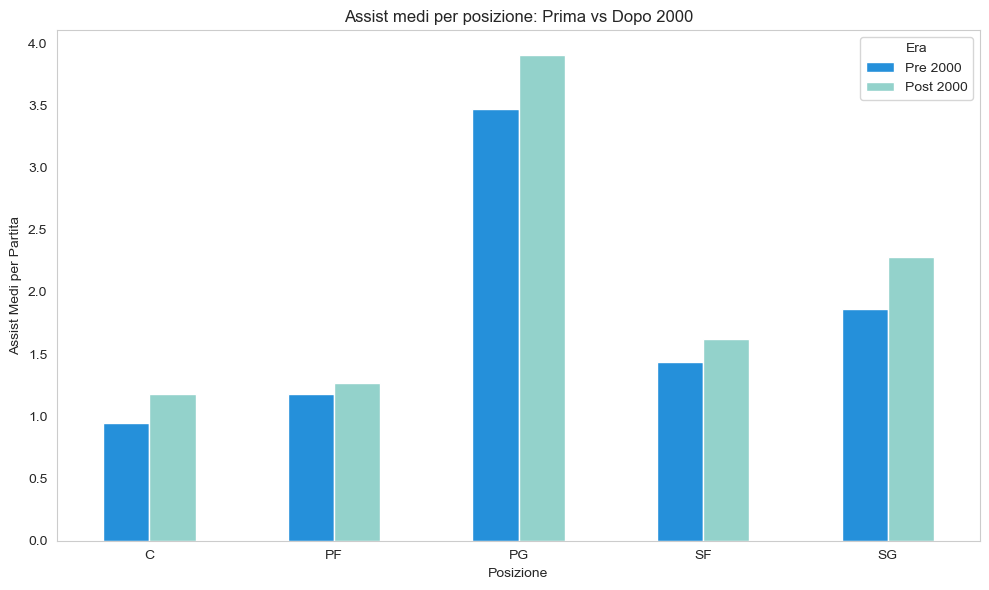 Assist medi per posizione: Prima vs Dopo 2000
Era
Pre 2000
Post 2000
Assist Medi per Partita
4.0
3.5
3.0
2.5
2.0
1.5
1.0
0.5
0.0
C PF PG SF SG
Posizione